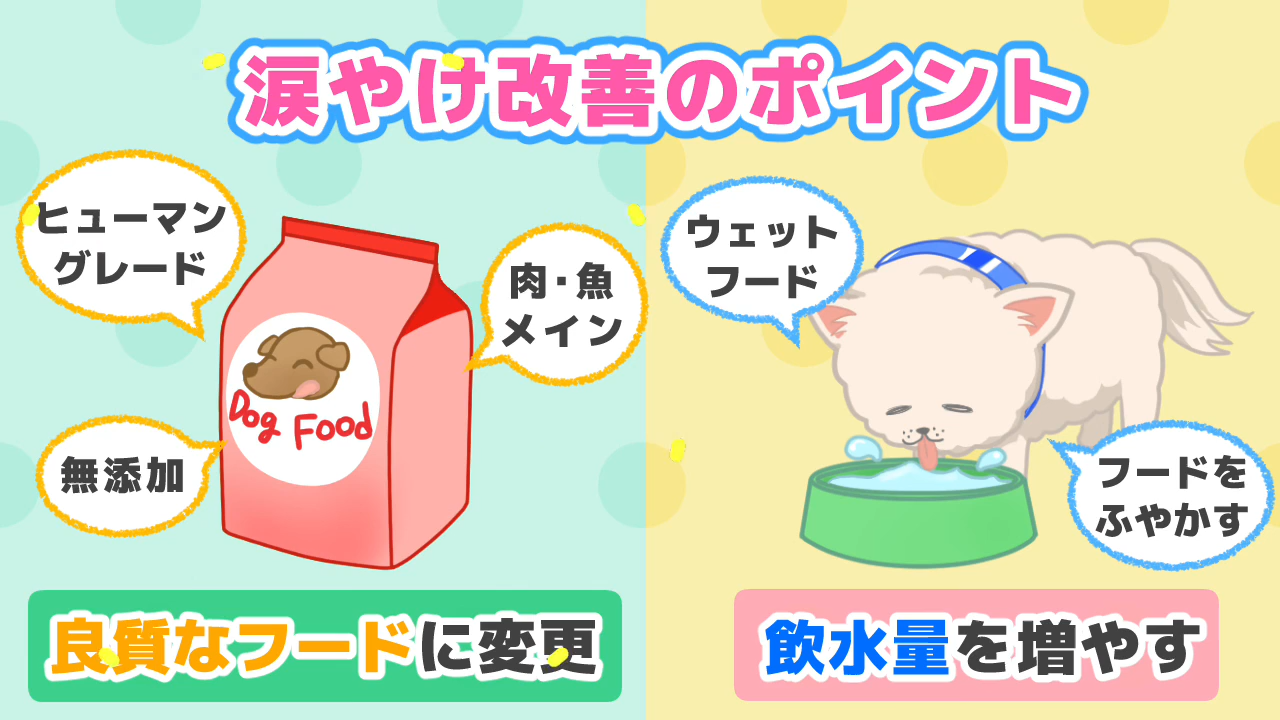 涙やけ改善のポイント
ヒューマン
グレード
肉・魚
メイン
無添加
Dog Food
良質なフードに変更
ウェット
フード
フードを
ふやかす
飲水量を増やす